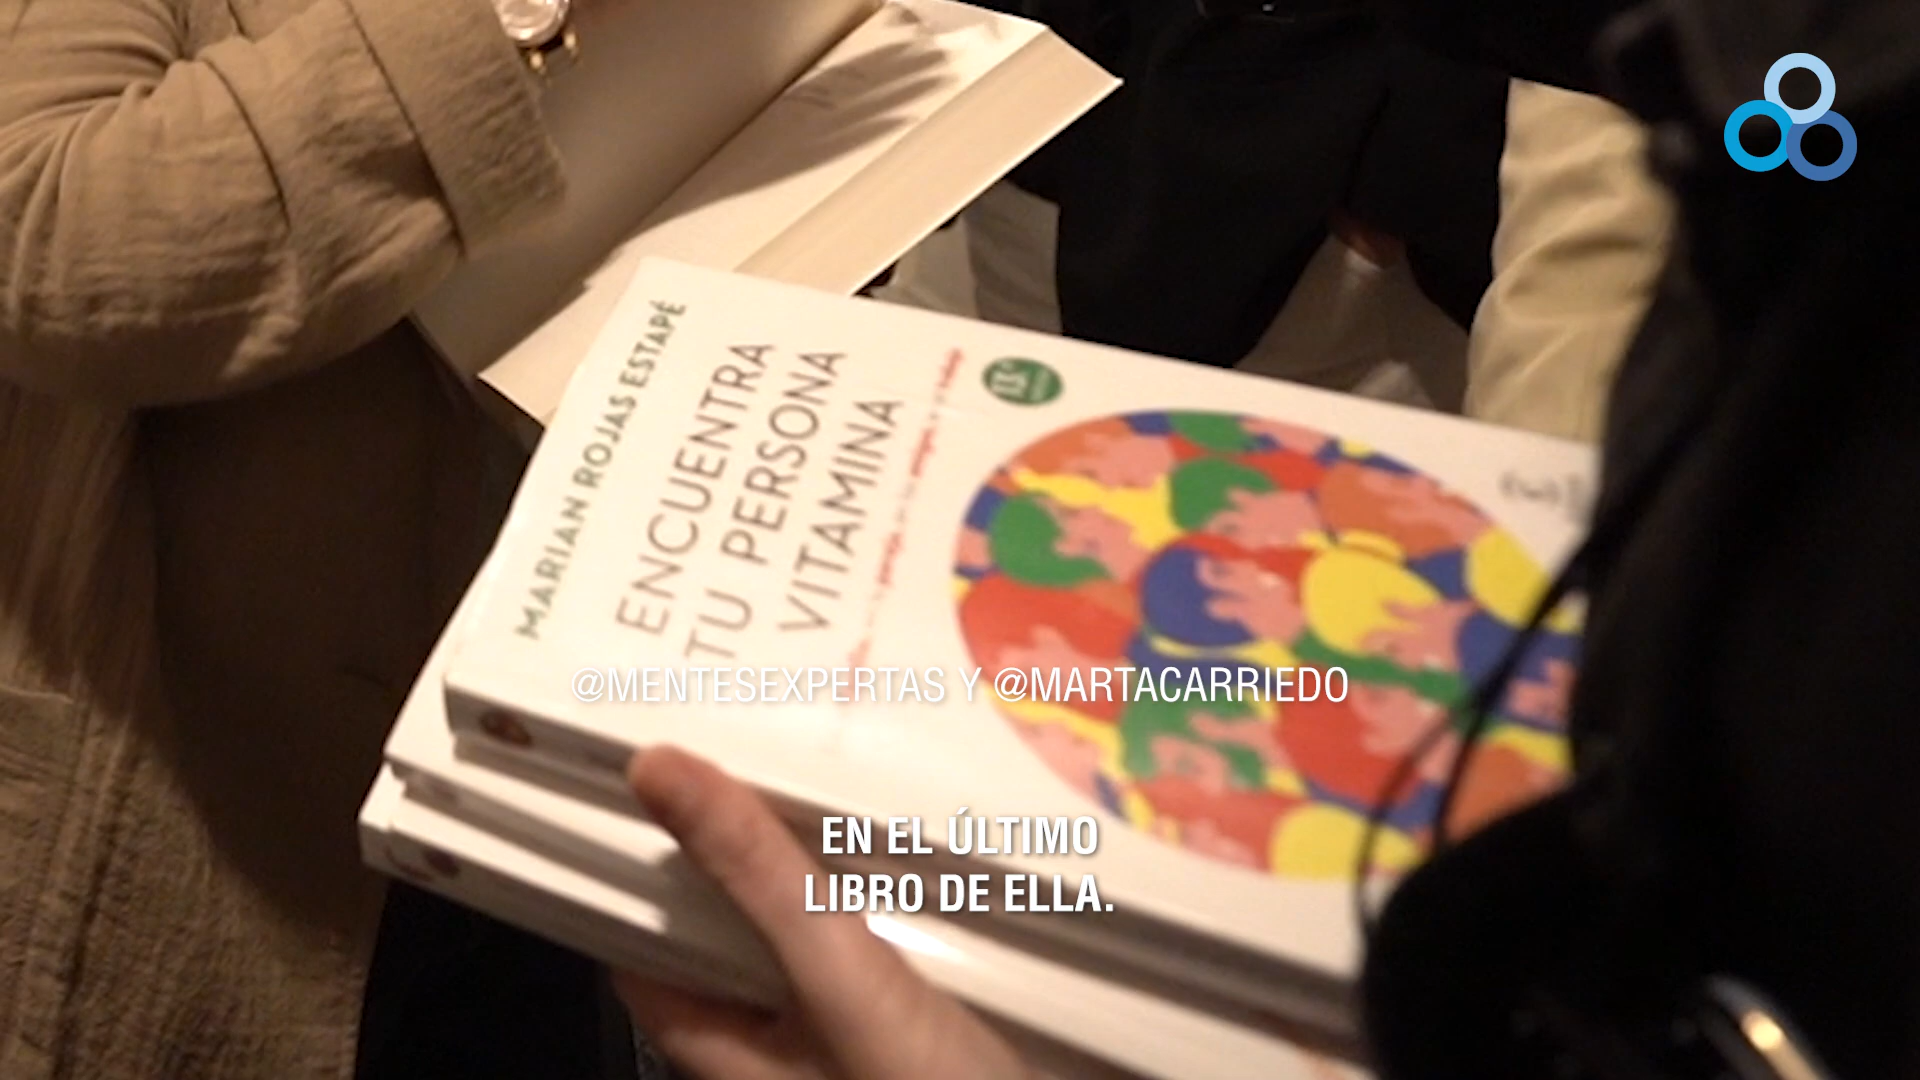 MARIAN ROJAS ESTAPÉ
ENCUENTRA
TU PERSONA
VITAMINA
@MENTESEXPERTAS Y @MARTACARRIEDO
EN EL ÚLTIMO
LIBRO DE ELLA.